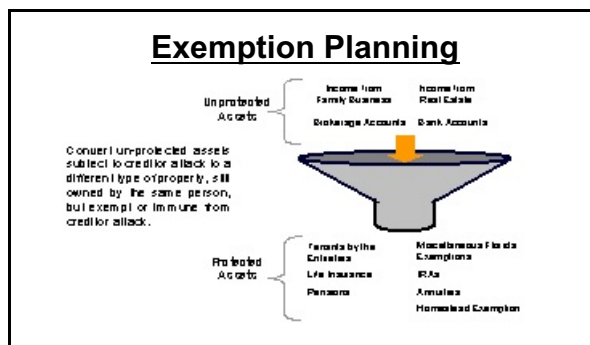 Exemption Planning
Unprotected
Assets
Income from
Family Business
Income from
Real Estate
Brokerage Accounts
Bank Accounts
Convert un-protected assets
subject to creditor attack to a
different type of property, still
owned by the same person,
but exempt or immune from
creditor attack.
Protected
Assets
Tenants by the
Entireties
Miscellaneous Florida
Exemptions
Life Insurance
IRAs
Pensions
Annuities
Homestead Exemption